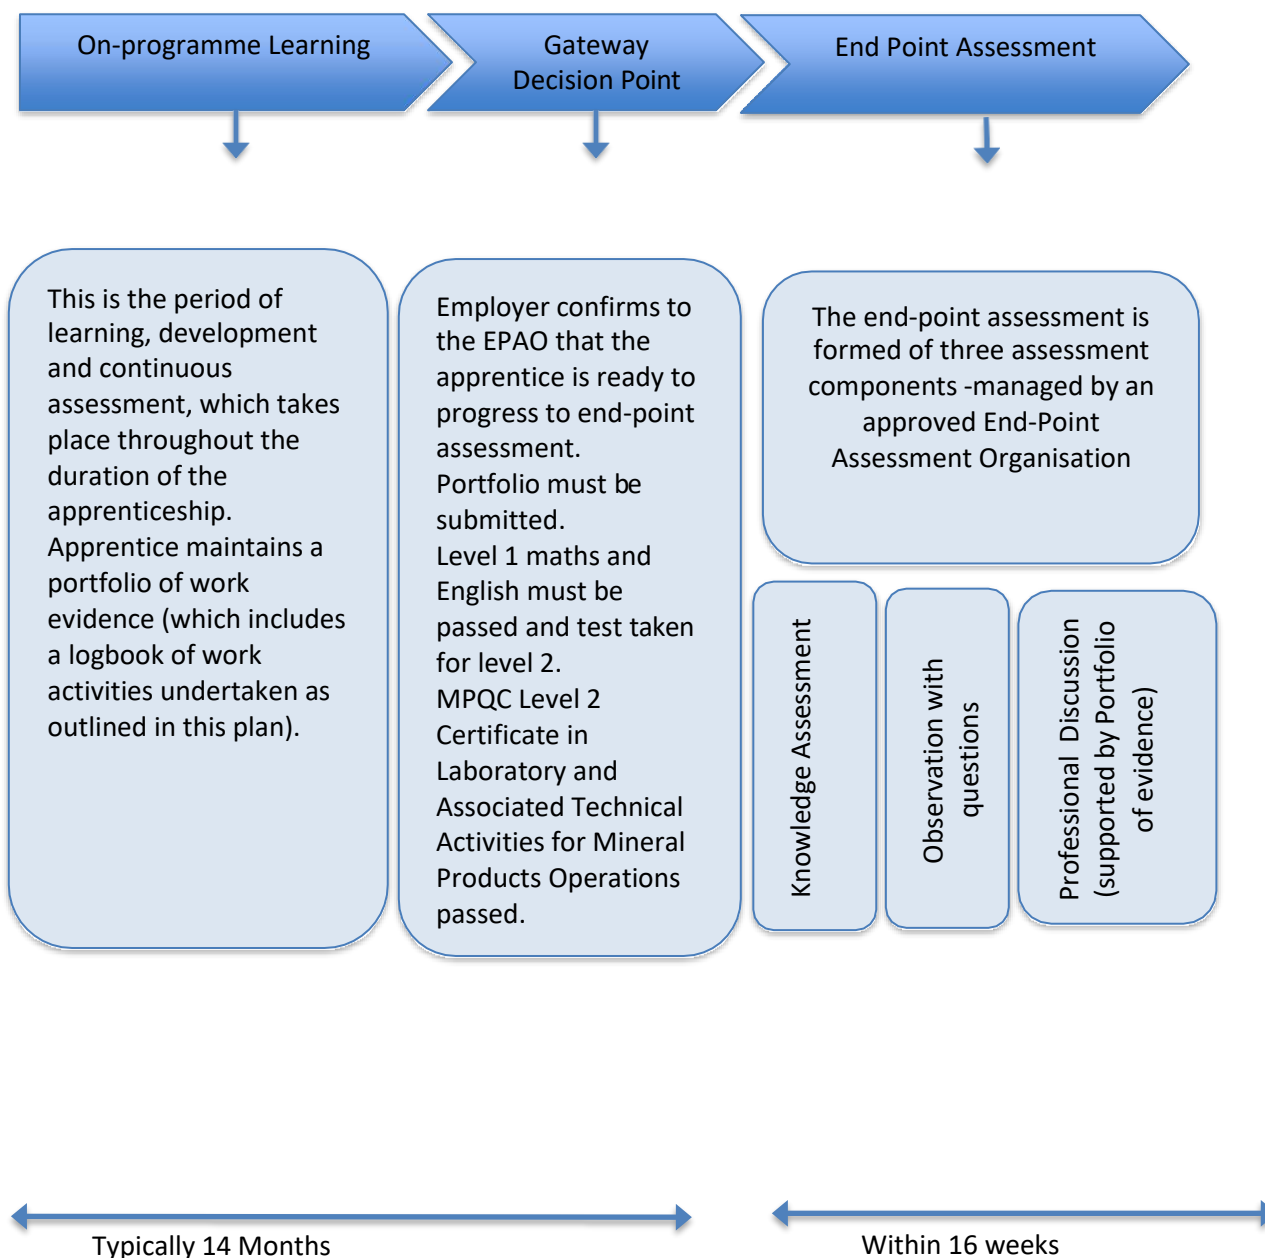 On-programme Learning
Gateway
Decision Point
End Point Assessment
This is the period of
learning, development
and continuous
assessment, which takes
place throughout the
duration of the
apprenticeship.
Apprentice maintains a
portfolio of work
evidence (which includes
a logbook of work
activities undertaken as
outlined in this plan).
Employer confirms to
the EPAO that the
apprentice is ready to
progress to end-point
assessment.
Portfolio must be
submitted.
Level 1 maths and
English must be
passed and test taken
for level 2.
MPQC Level 2
Certificate in
Laboratory and
Associated Technical
Activities for Mineral
Products Operations
passed.
The end-point assessment is
formed of three assessment
components -managed by an
approved End-Point
Assessment Organisation
Knowledge Assessment
Observation with
questions
Professional Discussion
(supported by Portfolio
of evidence)
Typically 14 Months
Within 16 weeks